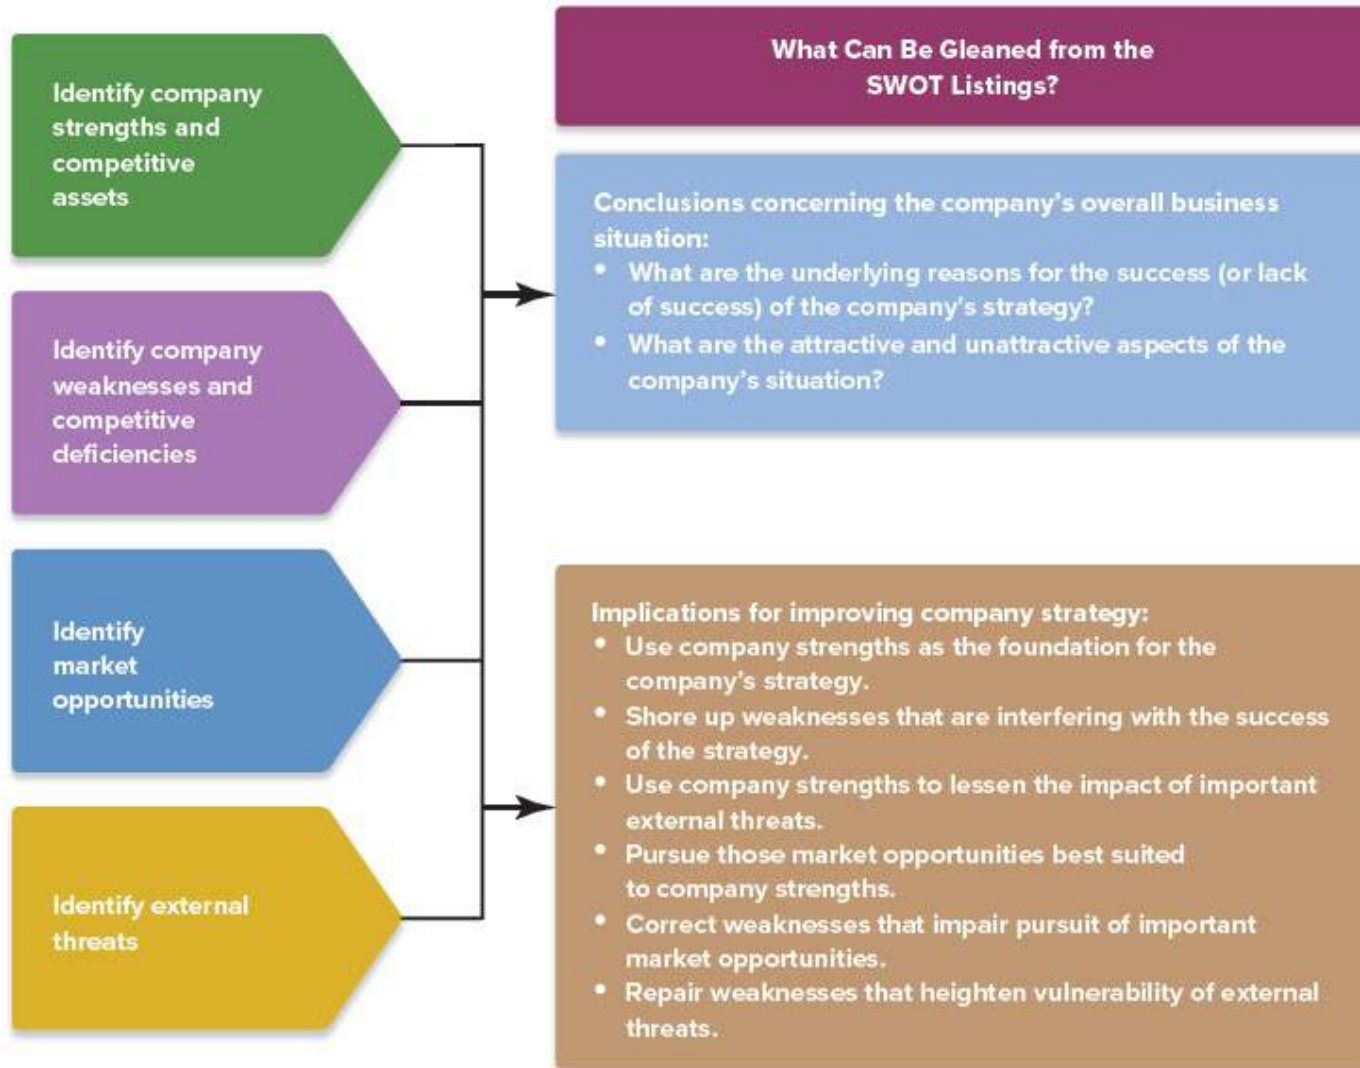 Identify company
strengths and
competitive
assets
Identify company
weaknesses and
competitive
deficiencies
Identify
market
opportunities
Identify external
threats
What Can Be Gleaned from the
SWOT Listings?
Conclusions concerning the company's overall business
situation:
• What are the underlying reasons for the success (or lack
of success) of the company's strategy?
• What are the attractive and unattractive aspects of the
company's situation?
Implications for improving company strategy:
• Use company strengths as the foundation for the
company's strategy.
• Shore up weaknesses that are interfering with the success
of the strategy.
• Use company strengths to lessen the impact of important
external threats.
• Pursue those market opportunities best suited
to company strengths.
• Correct weaknesses that impair pursuit of important
market opportunities.
• Repair weaknesses that heighten vulnerability of external
threats.